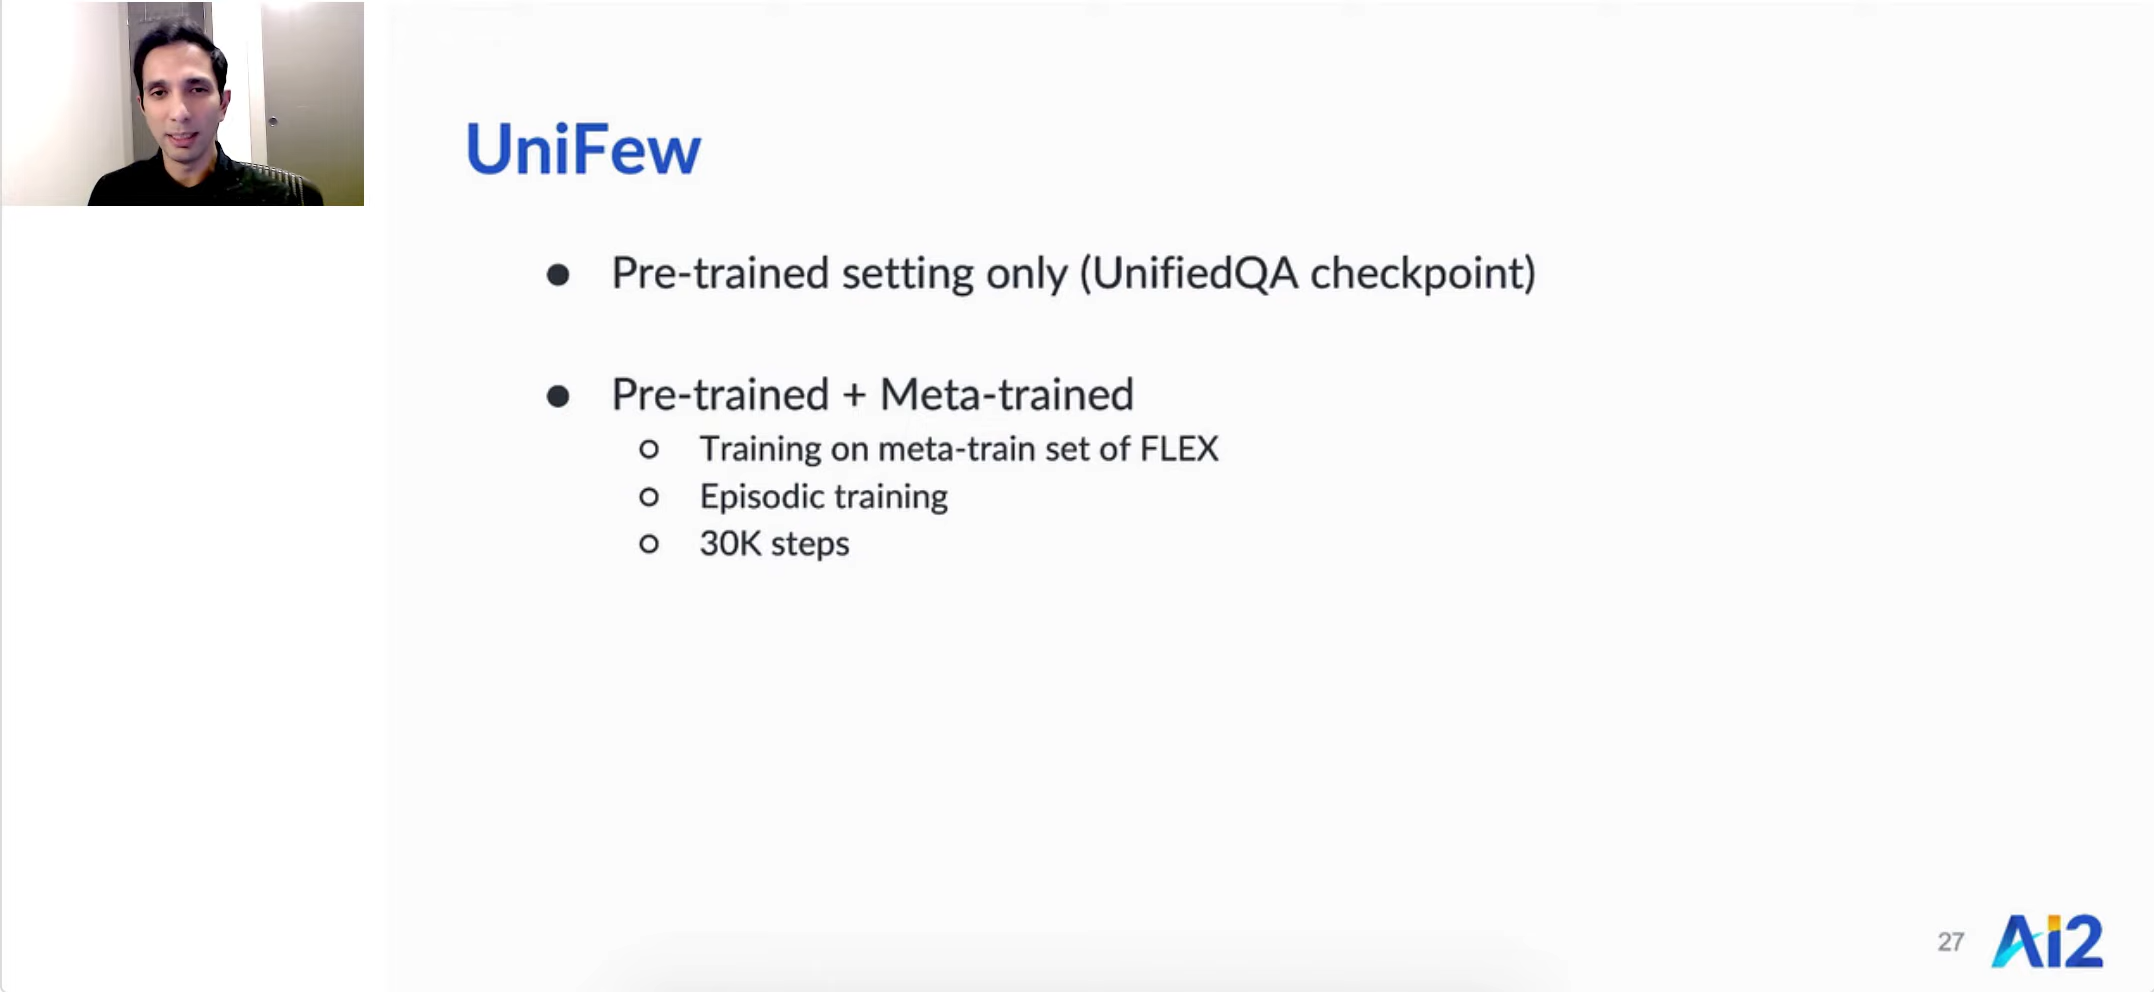 UniFew
● Pre-trained setting only (UnifiedQA checkpoint)
● Pre-trained + Meta-trained
○ Training on meta-train set of FLEX
○ Episodic training
○ 30K steps
27 Ai2